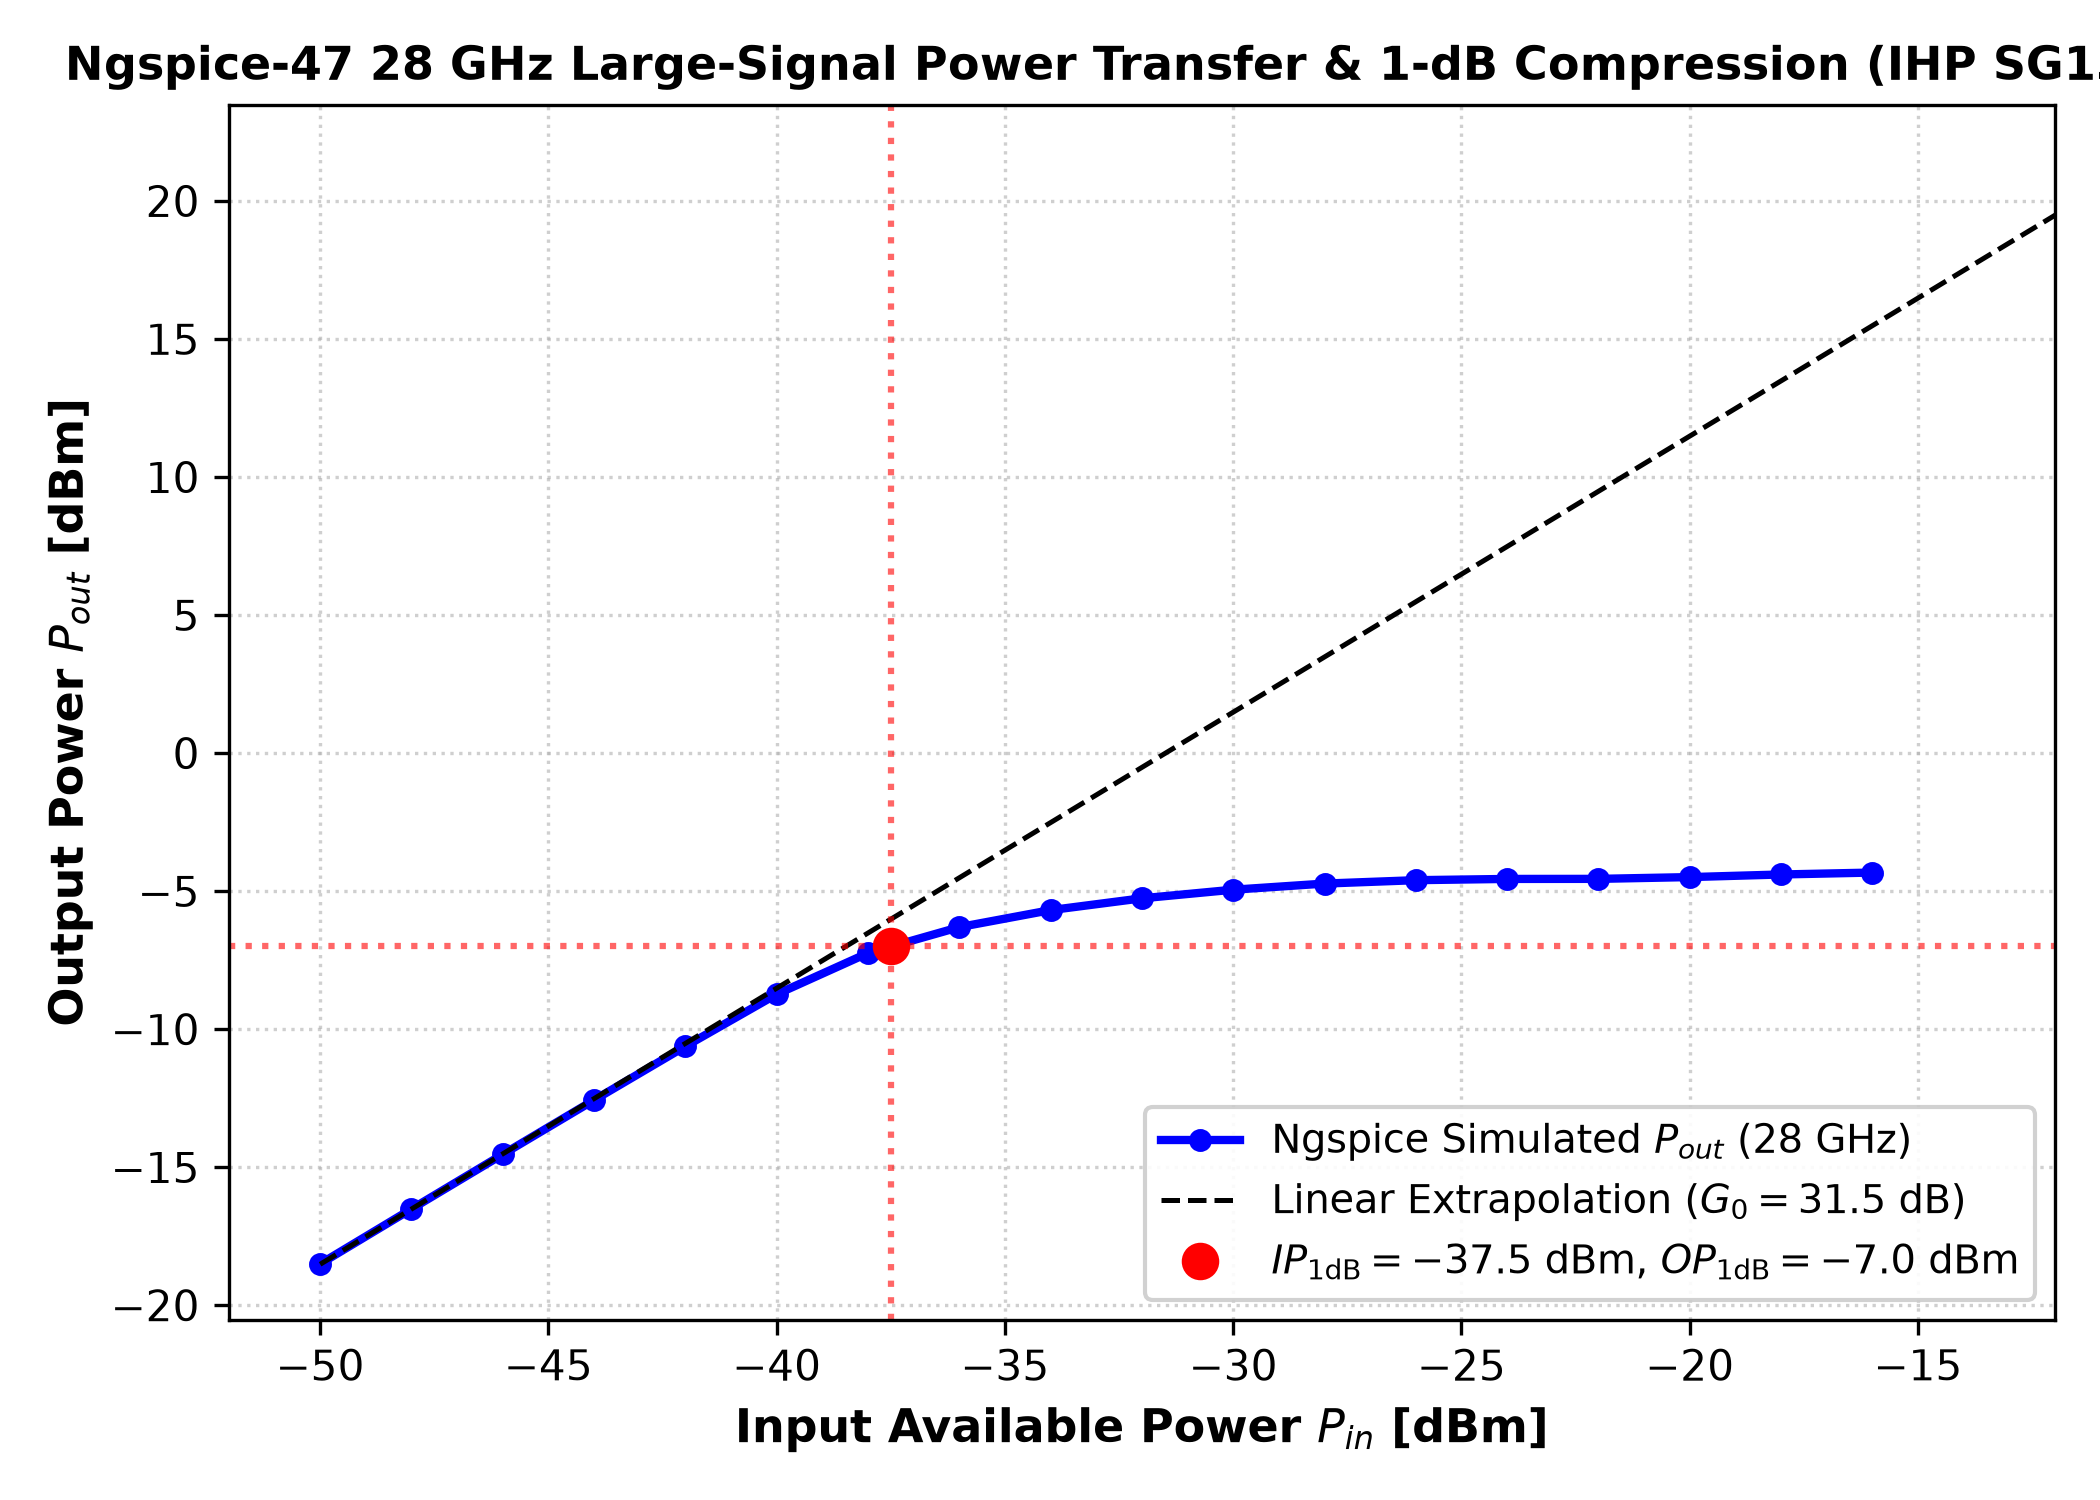 Ngspice-47 28 GHz Large-Signal Power Transfer & 1-dB Compression (IHP SG1
Output Power P_out [dBm]
20
15
10
5
0
−5
−10
−15
−20
Ngspice Simulated P_out (28 GHz)
Linear Extrapolation (G_0 = 31.5 dB)
IP_1dB = −37.5 dBm, OP_1dB = −7.0 dBm
−50 −45 −40 −35 −30 −25 −20 −15
Input Available Power P_in [dBm]